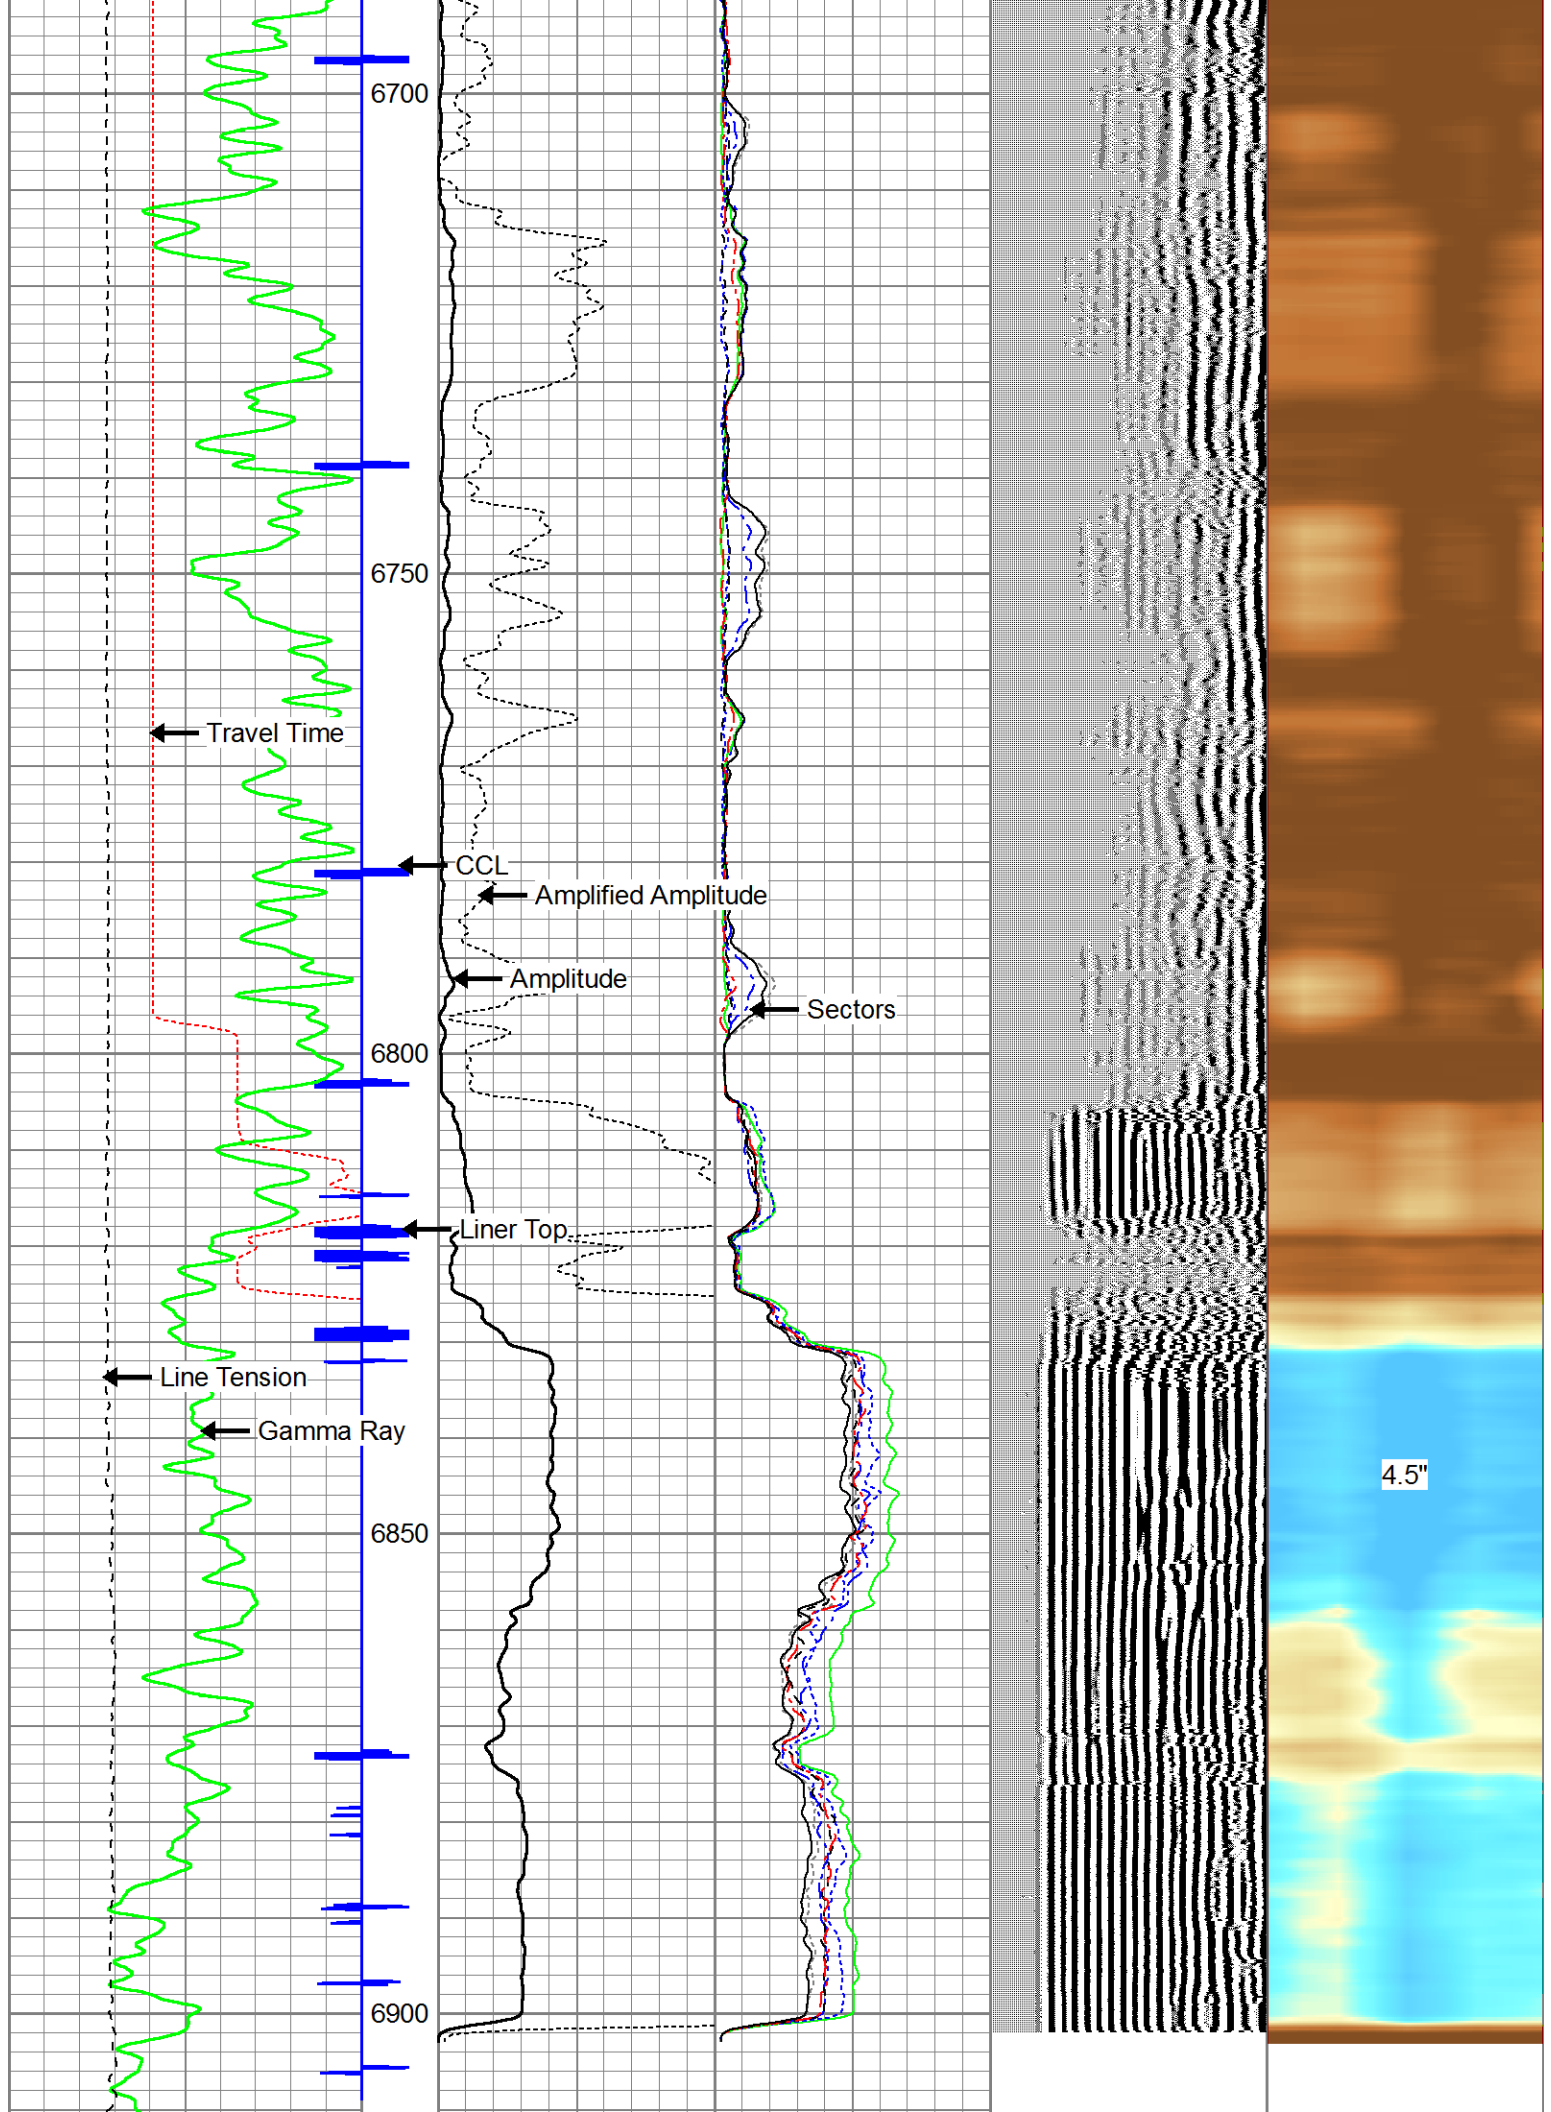 6700
6750
Travel Time
CCL
Amplified Amplitude
Amplitude
Sectors
6800
Liner Top
Line Tension
Gamma Ray
4.5"
6850
6900